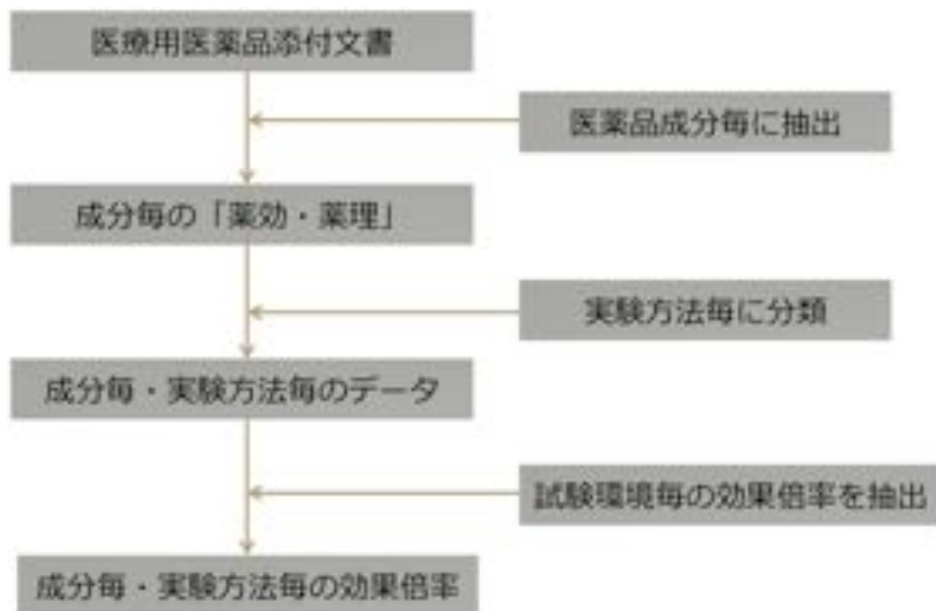 医療用医薬品添付文書
医薬品成分毎に抽出
成分毎の「薬効・薬理」
実験方法毎に分類
成分毎・実験方法毎のデータ
試験環境毎の効果倍率を抽出
成分毎・実験方法毎の効果倍率